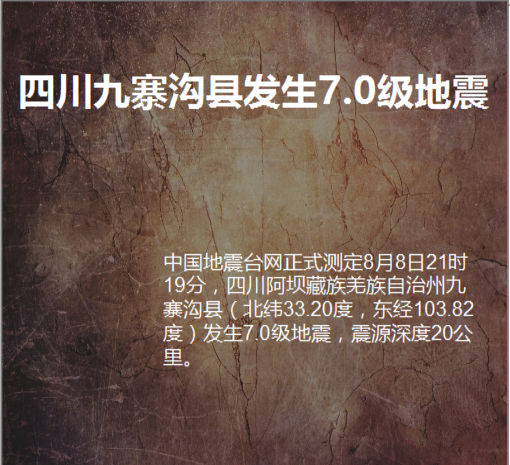 四川九寨沟县发生7.0级地震
中国地震台网正式测定8月8日21时
19分，四川阿坝藏族羌族自治州九
寨沟县（北纬33.20度，东经103.82
度）发生7.0级地震，震源深度20公
里。